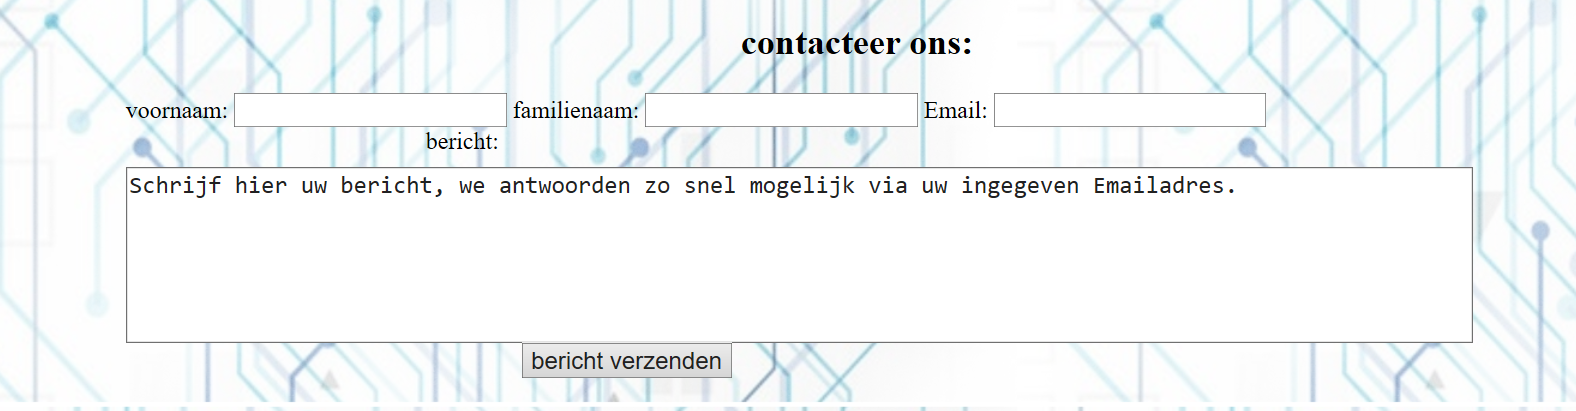 contacteer ons:
voornaam: familienaam: Email:
bericht:
Schrijf hier uw bericht, we antwoorden zo snel mogelijk via uw ingegeven Emailadres.
bericht verzenden